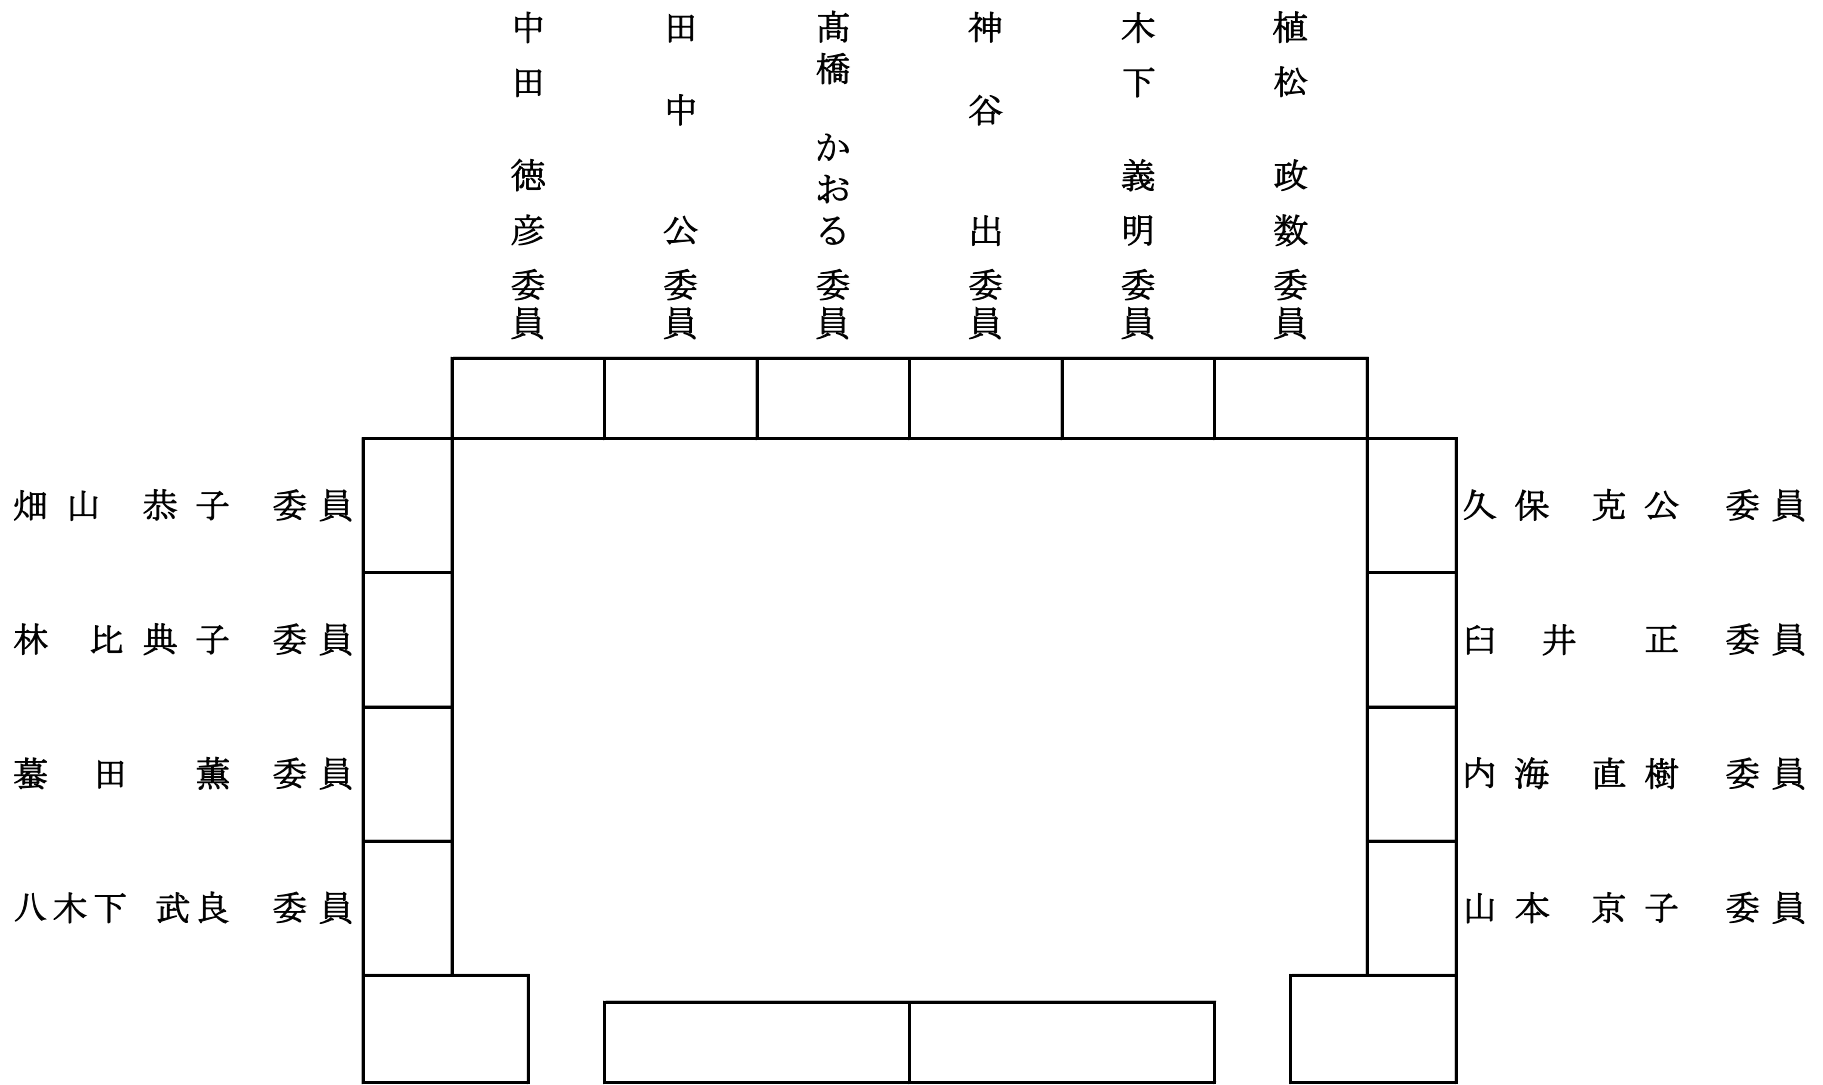 植松 政数委員
木下 義明委員
神谷 出委員
髙橋 かおる委員
田中 公委員
中田 徳彦委員
畑山 恭子 委員
久保 克公 委員
林 比典子 委員
臼井 正 委員
蟇田 薫 委員
内海 直樹 委員
八木下 武良 委員
山本 京子 委員